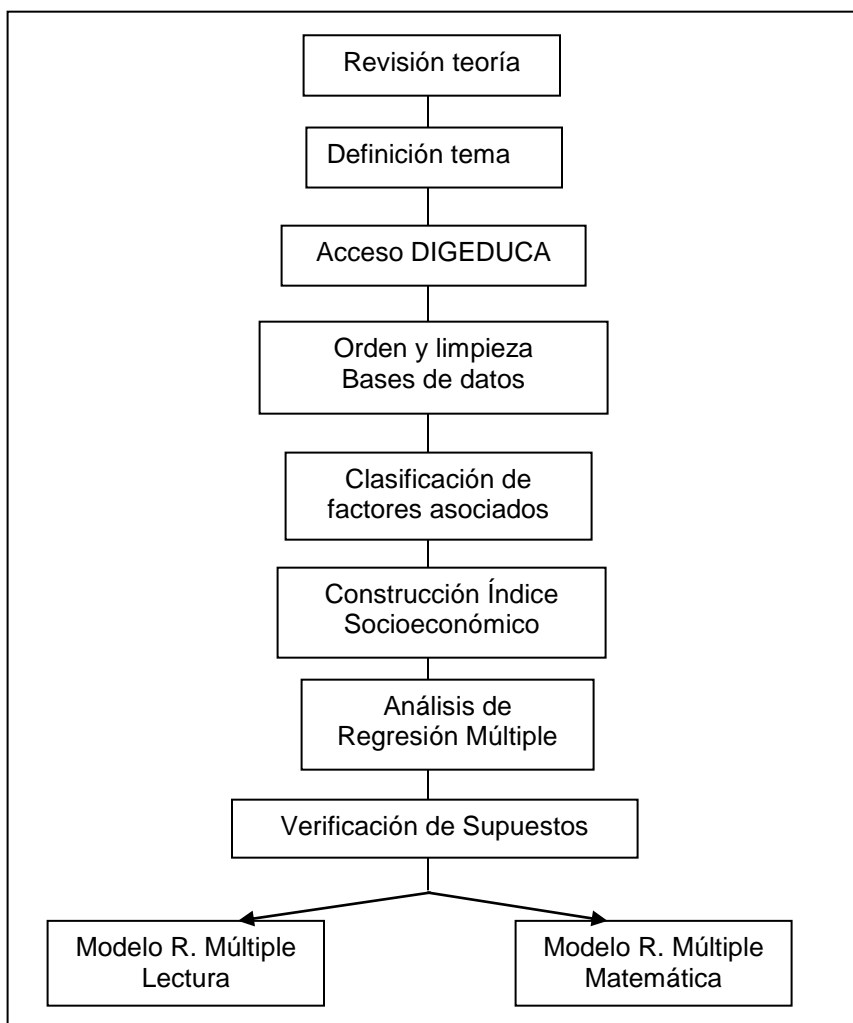 Revisión teoría
Definición tema
Acceso DIGEDUCA
Orden y limpieza
Bases de datos
Clasificación de
factores asociados
Construcción Índice
Socioeconómico
Análisis de
Regresión Múltiple
Verificación de Supuestos
Modelo R. Múltiple
Lectura
Modelo R. Múltiple
Matemática